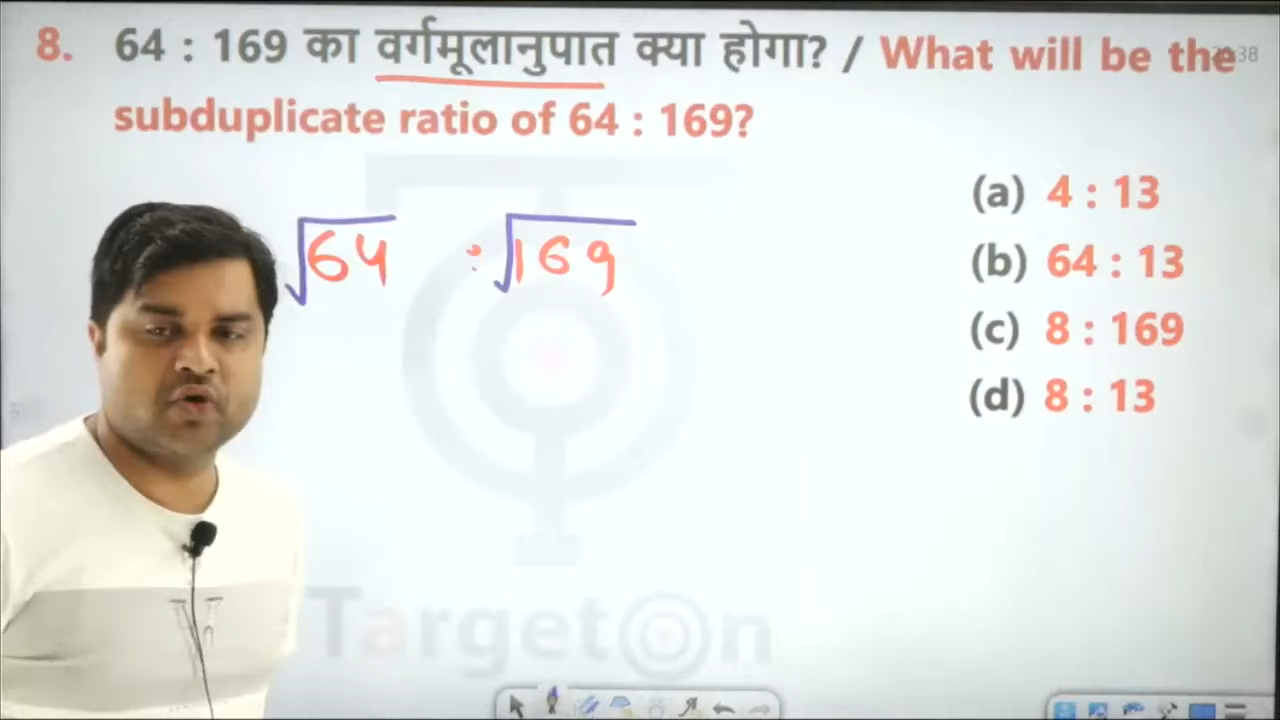 8. 64 : 169 का वर्गमूलानुपात क्या होगा? / What will be the
subduplicate ratio of 64 : 169?
(a) 4 : 13
√64 : √169
(b) 64 : 13
(c) 8 : 169
(d) 8 : 13
Target n